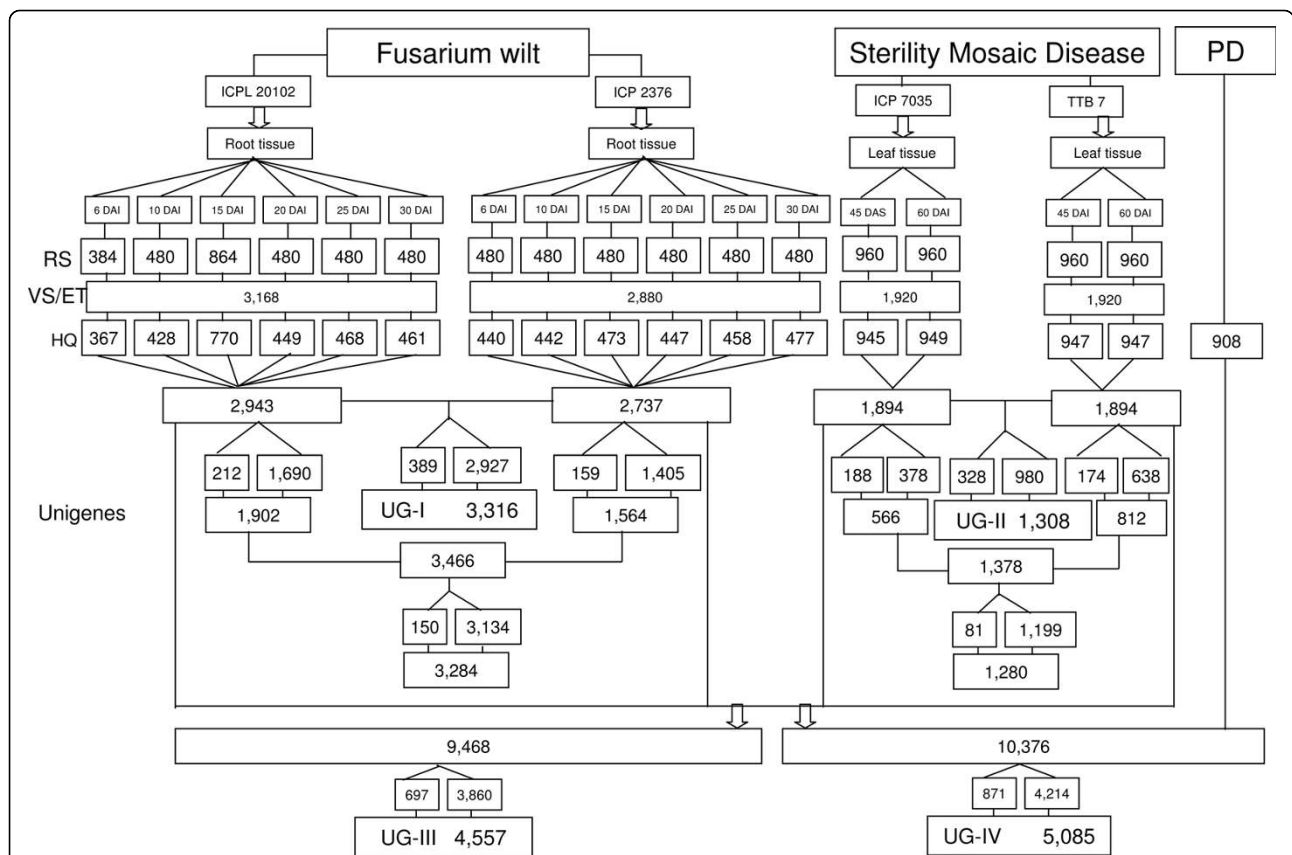 Fusarium wilt Sterility Mosaic Disease PD
ICPL 20102 ICP 2376 ICP 7035 TTB 7
Root tissue Root tissue Leaf tissue Leaf tissue
6 DAI 10 DAI 15 DAI 20 DAI 25 DAI 30 DAI 6 DAI 10 DAI 15 DAI 20 DAI 25 DAI 30 DAI 45 DAS 60 DAI 45 DAI 60 DAI
RS 384 480 864 480 480 480 480 480 480 480 480 480 960 960 960 960
VS/ET 3,168 2,880 1,920 1,920
HQ 367 428 770 449 468 461 440 442 473 447 458 477 945 949 947 947 908
2,943 2,737 1,894 1,894
212 1,690 389 2,927 159 1,405 188 378 328 980 174 638
Unigenes 1,902 UG-I 3,316 1,564 566 UG-II 1,308 812
3,466 1,378
150 3,134 81 1,199
3,284 1,280
9,468 10,376
697 3,860 871 4,214
UG-III 4,557 UG-IV 5,085